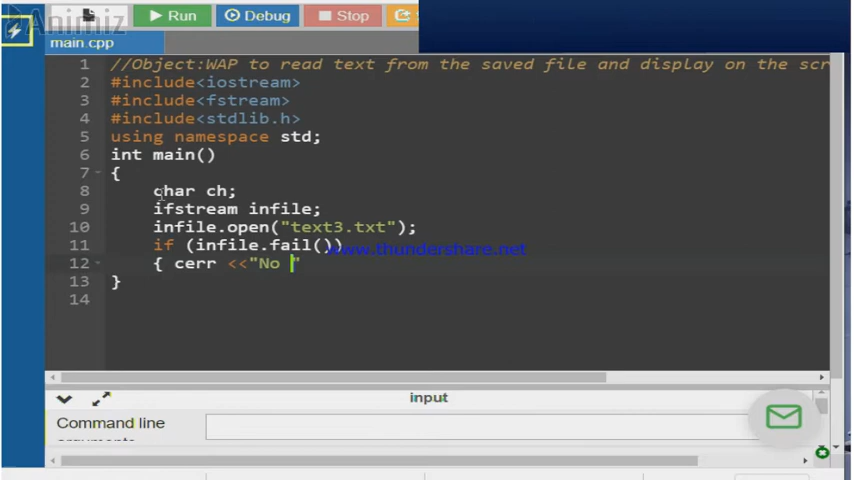 Animiz
Run Debug Stop S
main.cpp
1 //Object:WAP to read text from the saved file and display on the scr
2 #include<iostream>
3 #include<fstream>
4 #include<stdlib.h>
5 using namespace std;
6 int main()
7 {
8 char ch;
9 ifstream infile;
10 infile.open("text3.txt");
11 if (infile.fail())
www.thundershare.net
12 { cerr <<"No "
13 }
14
input
Command line
arguments